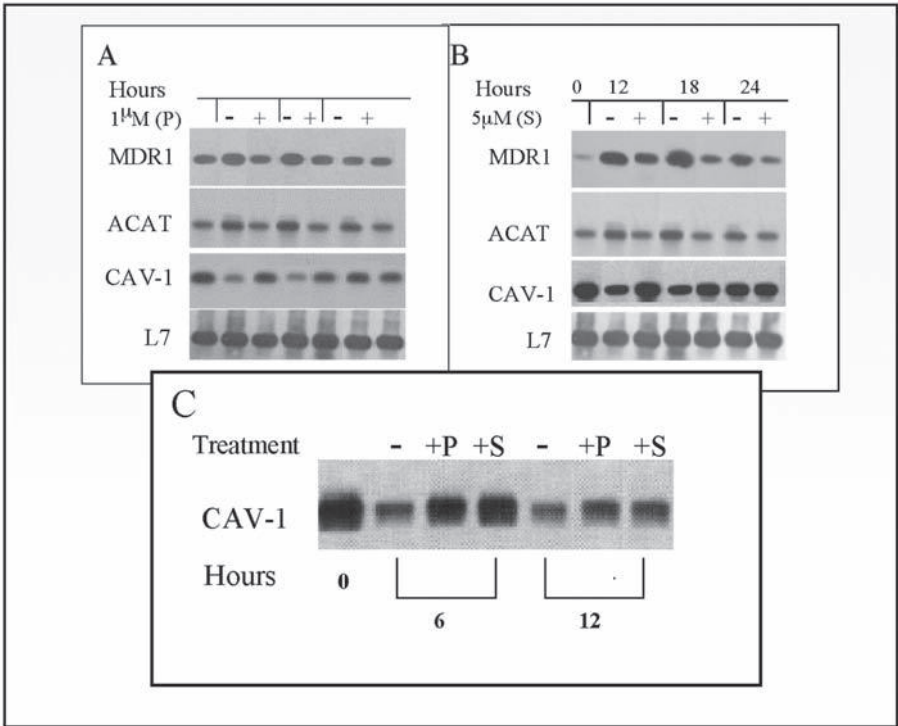 A
Hours
1µM (P) - + - + - +
MDR1
ACAT
CAV-1
L7
B
Hours 0 12 18 24
5µM (S) - + - + - +
MDR1
ACAT
CAV-1
L7
C
Treatment - +P +S - +P +S
CAV-1
Hours 0
6 12